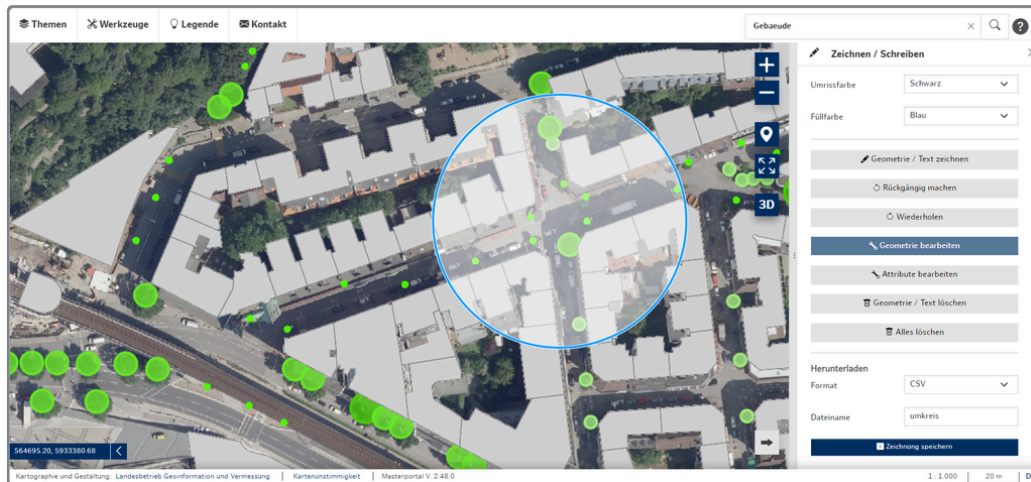 Themen Werkzeuge Legende Kontakt
Gebaeude ×
Zeichnen / Schreiben
Umrissfarbe Schwarz
Füllfarbe Blau
3D
Geometrie / Text zeichnen
Rückgängig machen
Wiederholen
Geometrie bearbeiten
Attribute bearbeiten
Geometrie / Text löschen
Alles löschen
Herunterladen
Format CSV
Dateiname umkreis
Zeichnung speichern
564695.20, 5933380.68
Kartographie und Gestaltung: Landesbetrieb Geoinformation und Vermessung | Kartenunstimmigkeit | Masterportal V. 2.48.0 1 : 1.000 20 m D